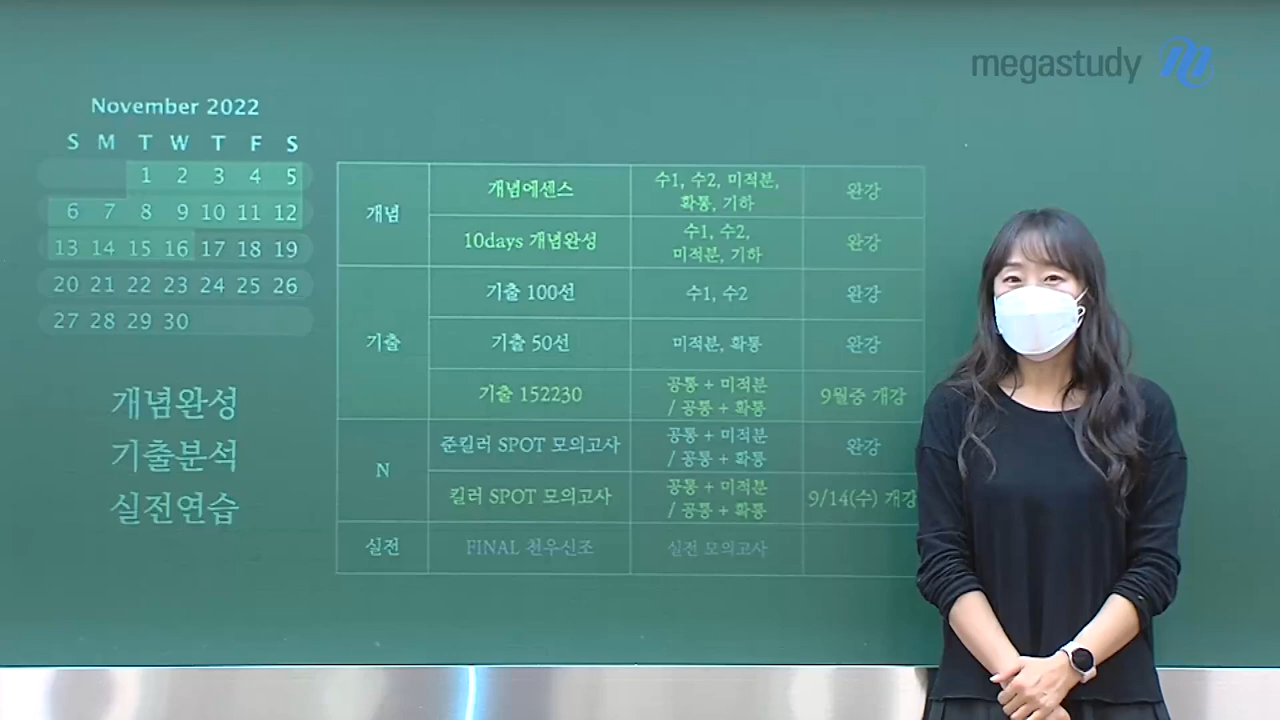 megastudy
November 2022
S M T W T F S
1 2 3 4 5
6 7 8 9 10 11 12
13 14 15 16 17 18 19
20 21 22 23 24 25 26
27 28 29 30
개념완성
기출분석
실전연습
개념
개념에센스
수1, 수2, 미적분,
확통, 기하
완강
10days 개념완성
수1, 수2,
미적분, 기하
완강
기출
기출 100선
수1, 수2
완강
기출 50선
미적분, 확통
완강
기출 152230
공통 + 미적분
/ 공통 + 확통
9월중 개강
N
준킬러 SPOT 모의고사
공통 + 미적분
/ 공통 + 확통
완강
킬러 SPOT 모의고사
공통 + 미적분
/ 공통 + 확통
9/14(수) 개강
실전
FINAL 천우신조
실전 모의고사